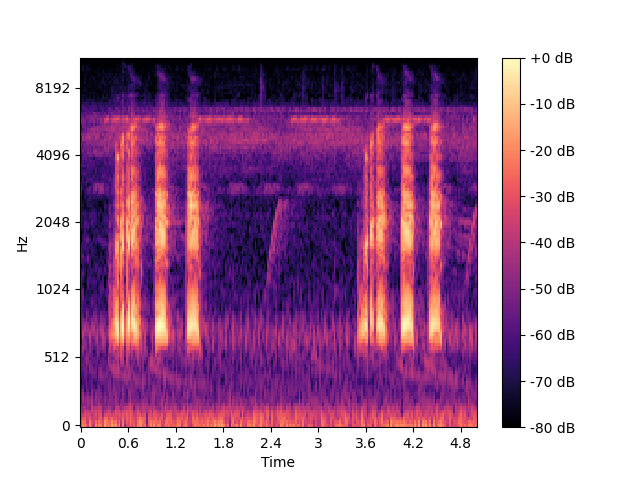 8192
4096
2048
1024
512
0
Hz
0 0.6 1.2 1.8 2.4 3 3.6 4.2 4.8
Time
+0 dB
-10 dB
-20 dB
-30 dB
-40 dB
-50 dB
-60 dB
-70 dB
-80 dB